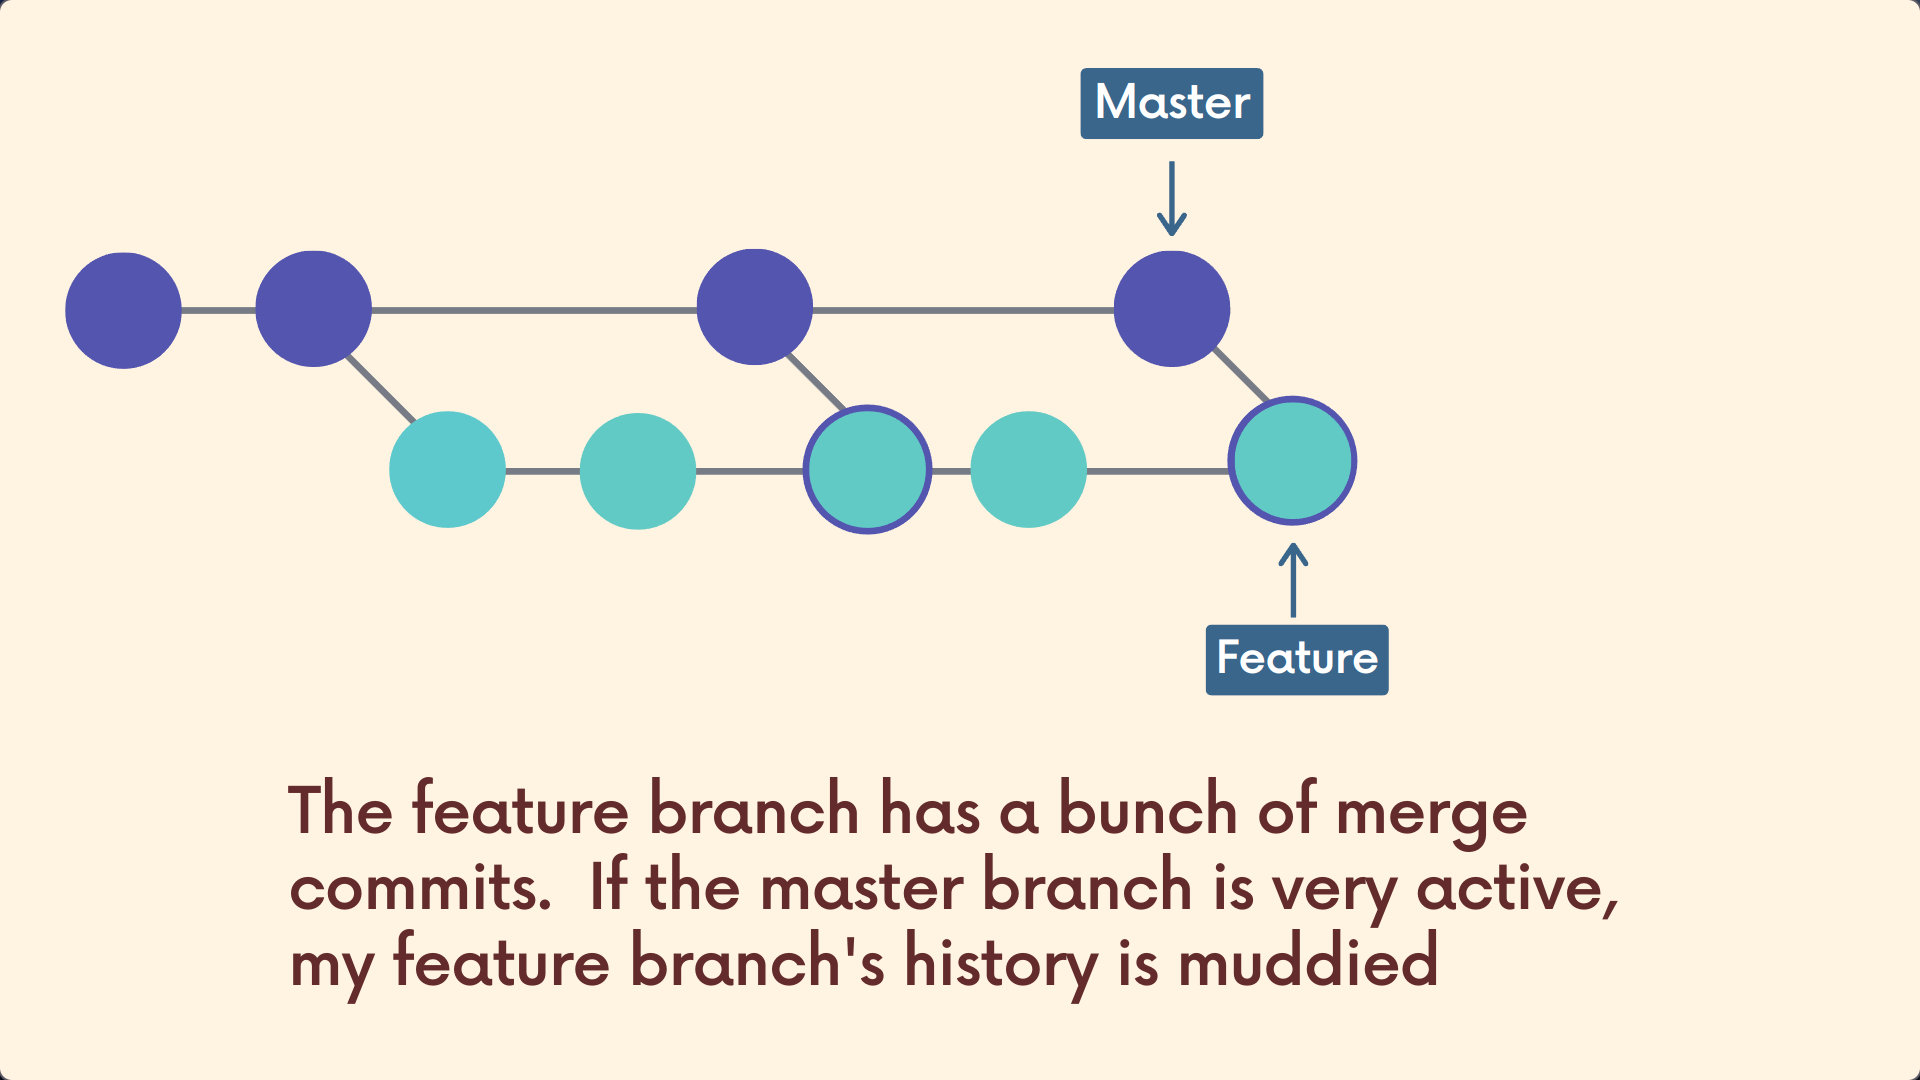 Master
Feature
The feature branch has a bunch of merge
commits.  If the master branch is very active,
my feature branch's history is muddied